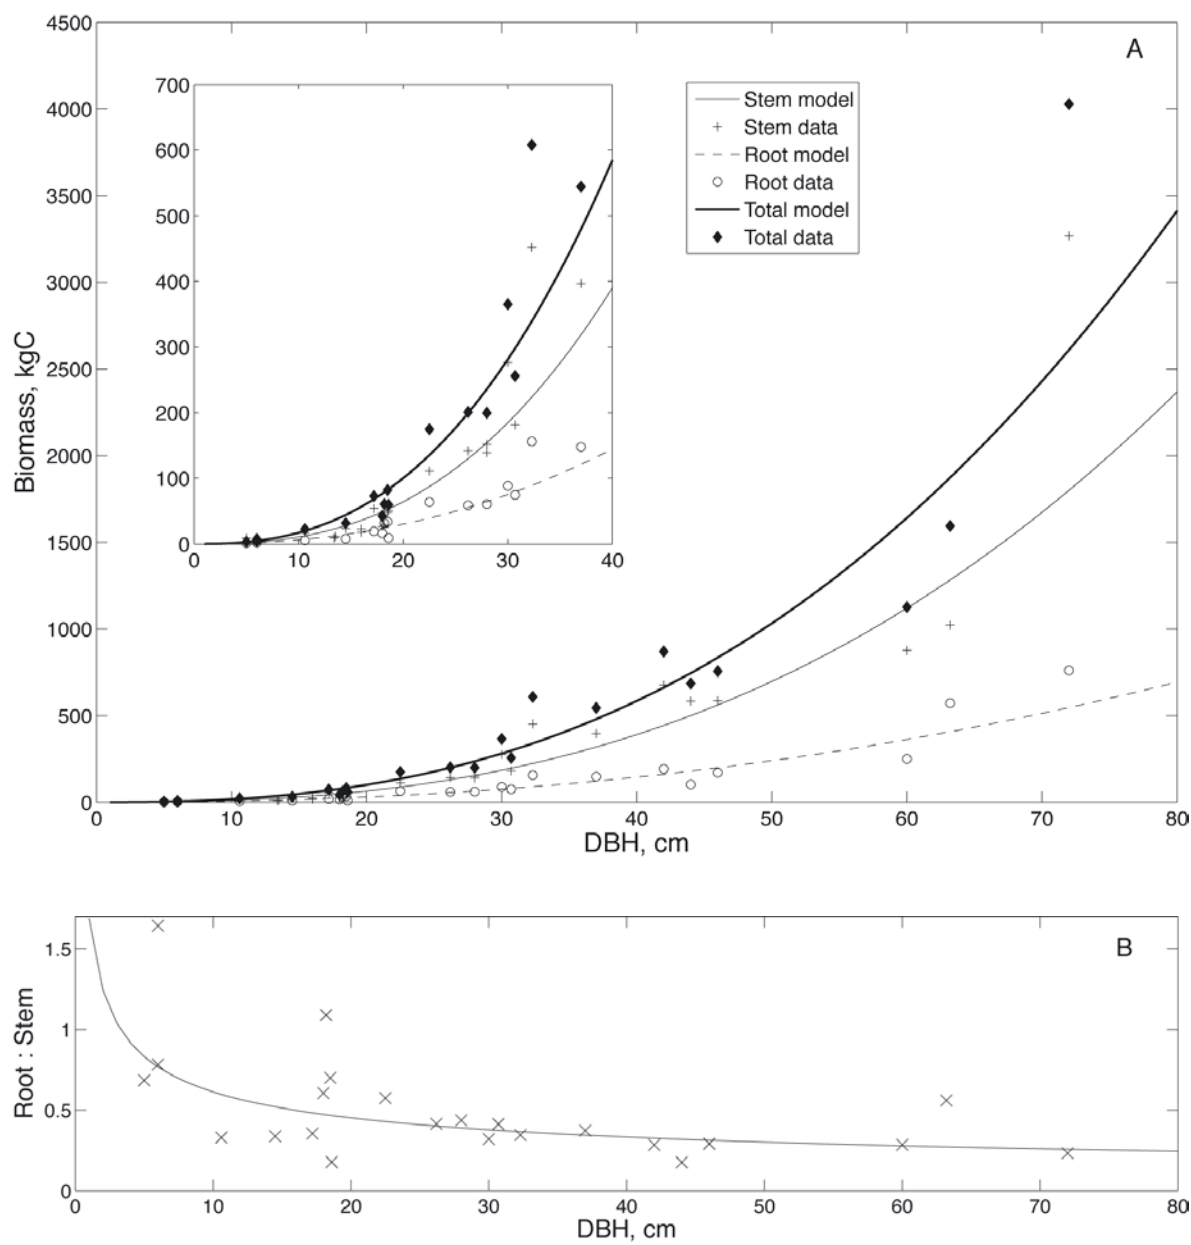 A
4500
4000
3500
3000
2500
2000
1500
1000
500
0
Biomass, kgC
700
600
500
400
300
200
100
0
0 10 20 30 40
Stem model
Stem data
Root model
Root data
Total model
Total data
0 10 20 30 40 50 60 70 80
DBH, cm
B
1.5
1
0.5
0
Root : Stem
0 10 20 30 40 50 60 70 80
DBH, cm